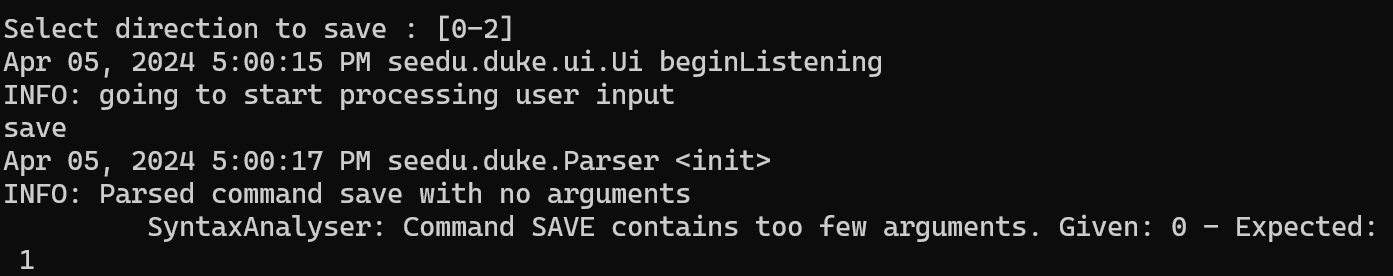 Select direction to save : [0-2]
Apr 05, 2024 5:00:15 PM seedu.duke.ui.Ui beginListening
INFO: going to start processing user input
save
Apr 05, 2024 5:00:17 PM seedu.duke.Parser <init>
INFO: Parsed command save with no arguments
SyntaxAnalyser: Command SAVE contains too few arguments. Given: 0 - Expected:
1